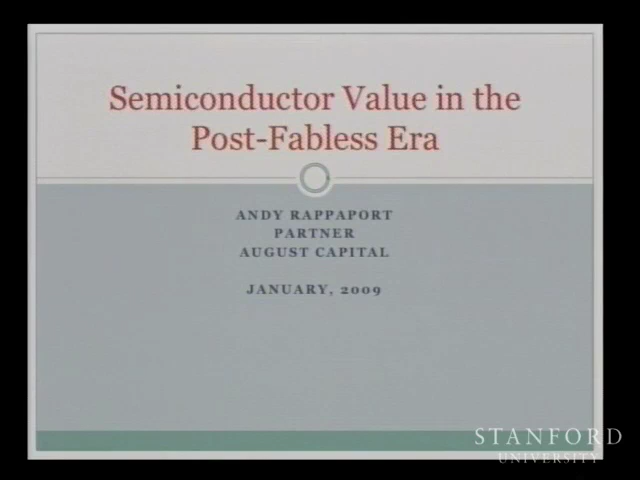 Semiconductor Value in the
Post-Fabless Era
ANDY RAPPAPORT
PARTNER
AUGUST CAPITAL
JANUARY, 2009
STANFORD
UNIVERSITY